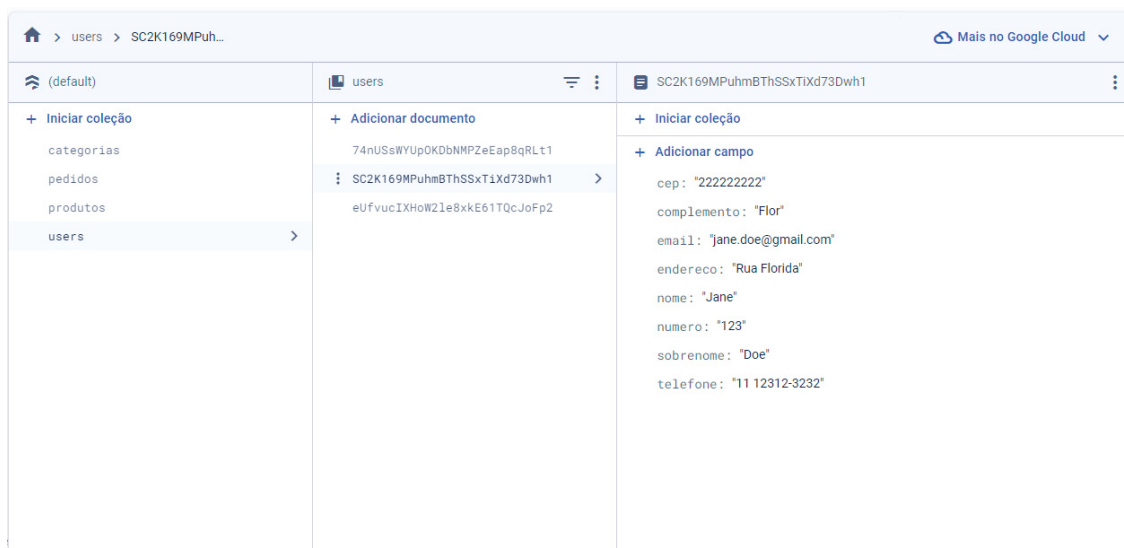 users > SC2K169MPuh...
Mais no Google Cloud
(default)
Iniciar coleção
categorias
pedidos
produtos
users
users
Adicionar documento
74nUSsWYUpOKDbNMPZeEap8qRLt1
SC2K169MPuhmBThSSxTiXd73Dwh1
eUfvucIXHoW2le8xkE61TQcJoFp2
SC2K169MPuhmBThSSxTiXd73Dwh1
Iniciar coleção
Adicionar campo
cep: "222222222"
complemento: "Flor"
email: "jane.doe@gmail.com"
endereco: "Rua Florida"
nome: "Jane"
numero: "123"
sobrenome: "Doe"
telefone: "11 12312-3232"